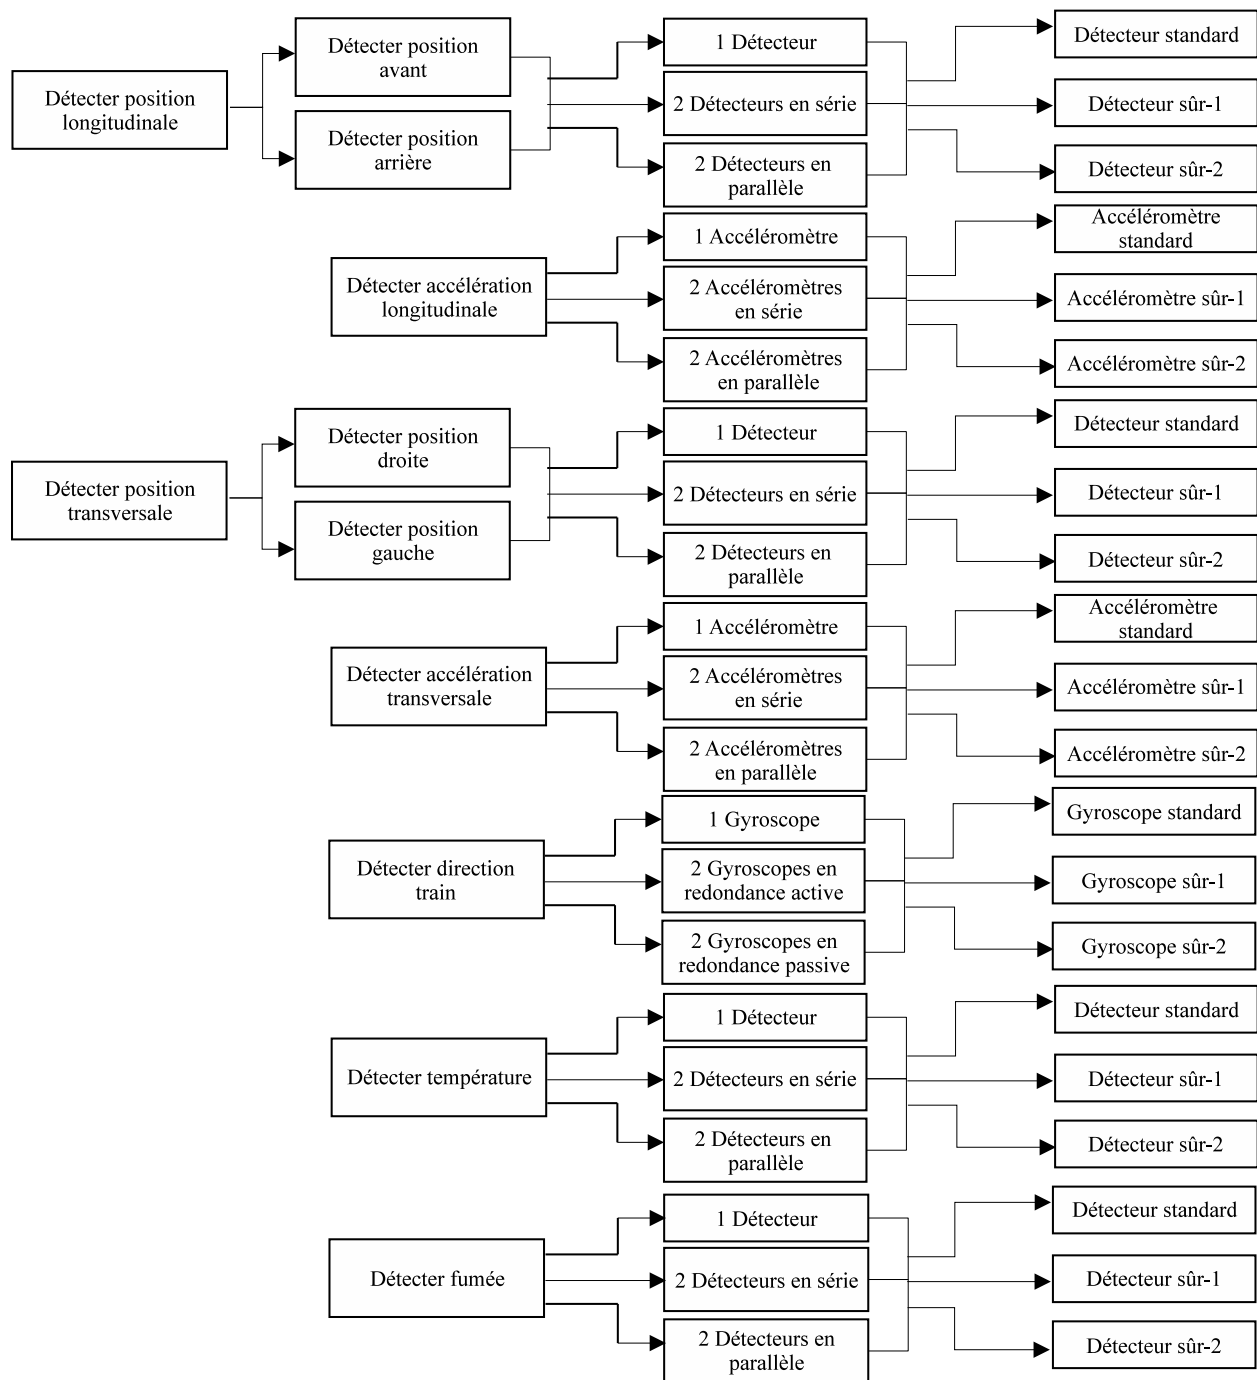 Détecter position
longitudinale
Détecter position
avant
Détecter position
arrière
1 Détecteur
2 Détecteurs en série
2 Détecteurs en
parallèle
Détecteur standard
Détecteur sûr-1
Détecteur sûr-2
Détecter accélération
longitudinale
1 Accéléromètre
2 Accéléromètres
en série
2 Accéléromètres
en parallèle
Accéléromètre
standard
Accéléromètre sûr-1
Accéléromètre sûr-2
Détecter position
transversale
Détecter position
droite
Détecter position
gauche
1 Détecteur
2 Détecteurs en série
2 Détecteurs en
parallèle
Détecteur standard
Détecteur sûr-1
Détecteur sûr-2
Détecter accélération
transversale
1 Accéléromètre
2 Accéléromètres
en série
2 Accéléromètres
en parallèle
Accéléromètre
standard
Accéléromètre sûr-1
Accéléromètre sûr-2
Détecter direction
train
1 Gyroscope
2 Gyroscopes en
redondance active
2 Gyroscopes en
redondance passive
Gyroscope standard
Gyroscope sûr-1
Gyroscope sûr-2
Détecter température
1 Détecteur
2 Détecteurs en série
2 Détecteurs en
parallèle
Détecteur standard
Détecteur sûr-1
Détecteur sûr-2
Détecter fumée
1 Détecteur
2 Détecteurs en série
2 Détecteurs en
parallèle
Détecteur standard
Détecteur sûr-1
Détecteur sûr-2